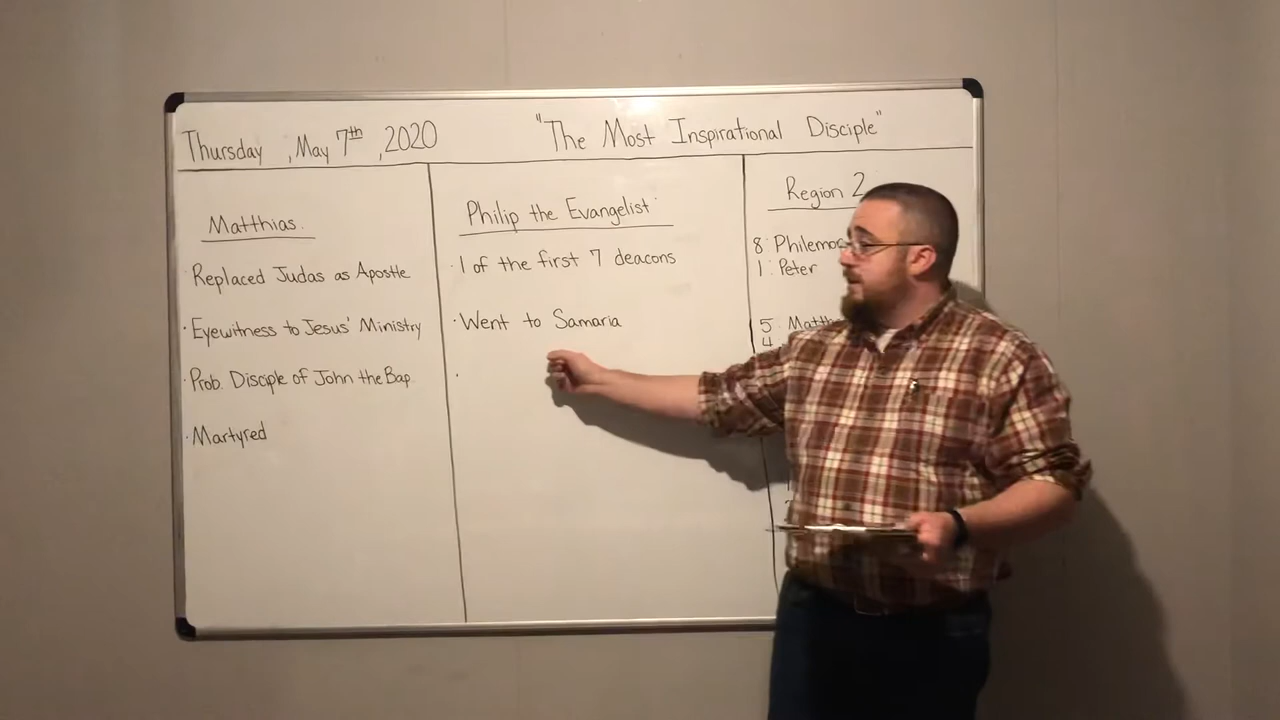 Thursday, May 7th, 2020
"The Most Inspirational Disciple"
Matthias
Replaced Judas as Apostle
· Eyewitness to Jesus' Ministry
· Prob. Disciple of John the Bap
· Martyred
Philip the Evangelist
· 1 of the first 7 deacons
· Went to Samaria
·
Region 2
8: Philemo
1: Peter
5: Matth
4